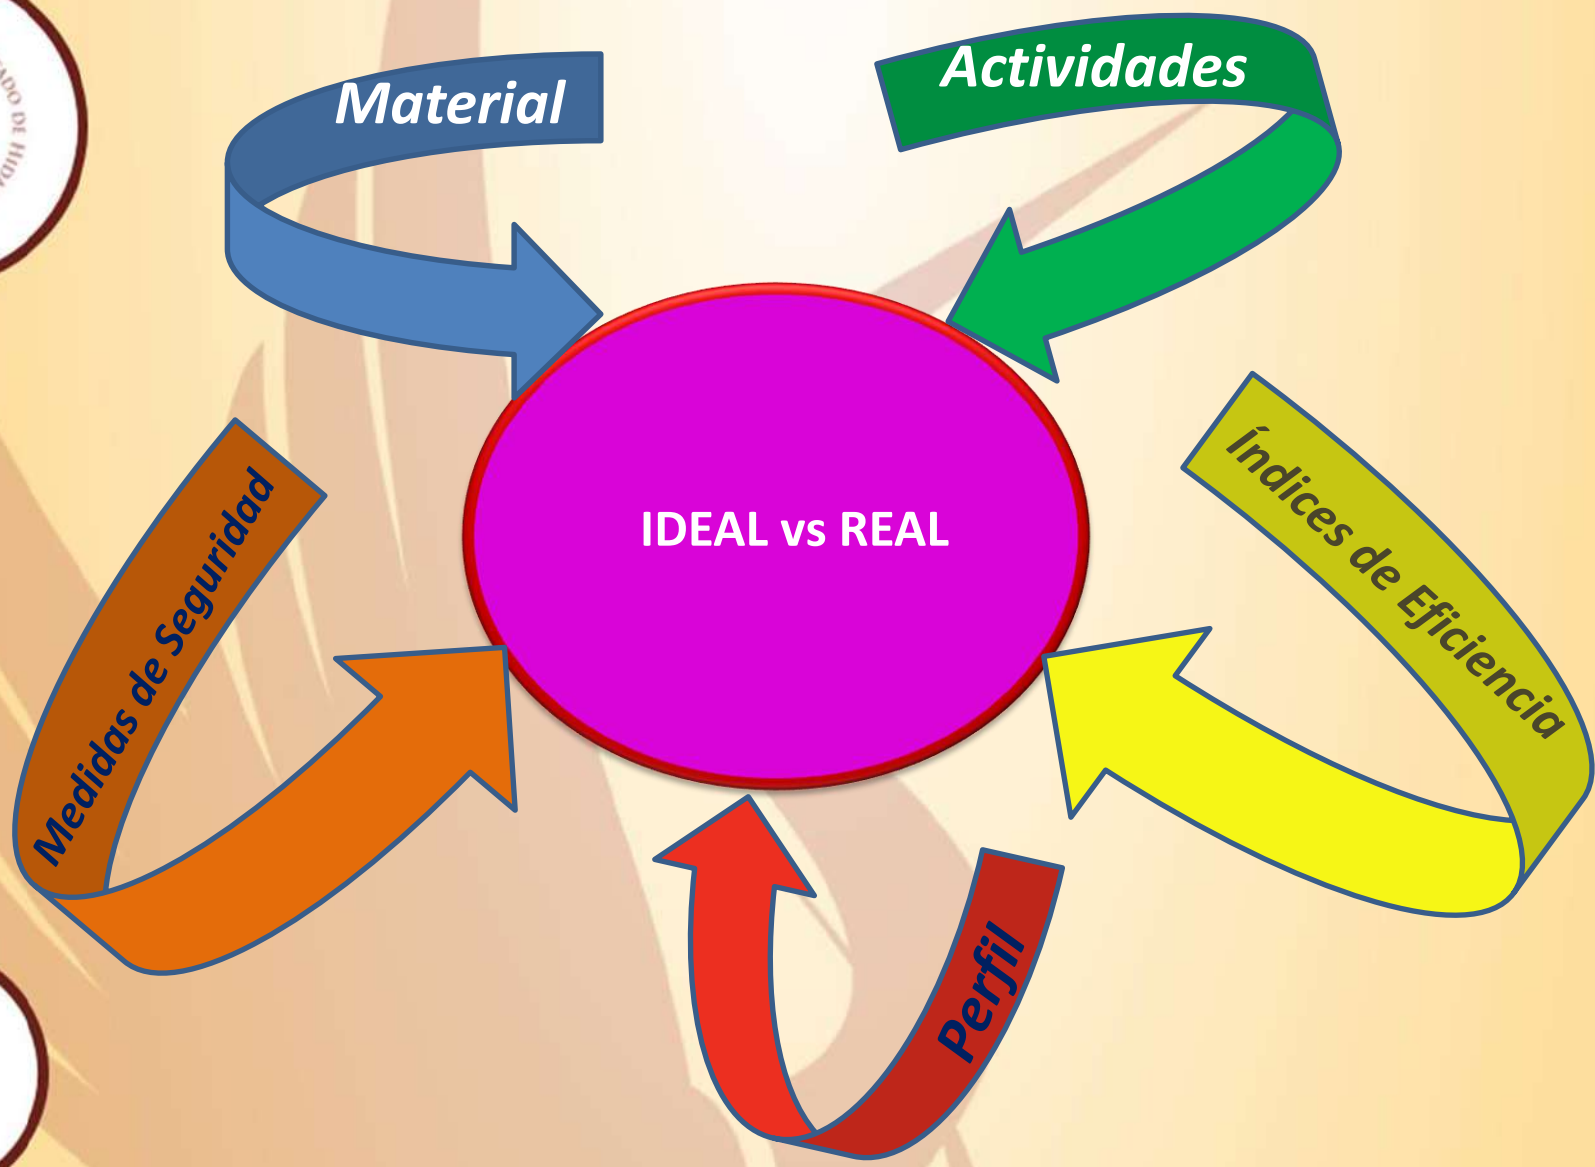 Material
Actividades
IDEAL vs REAL
Índices de Eficiencia
Medidas de Seguridad
Perfil